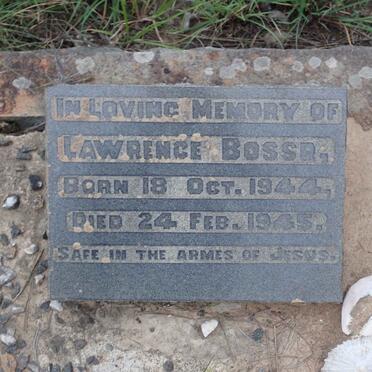 IN LOVING MEMORY OF
LAWRENCE BOSSR.
BORN 18 OCT. 1944.
DIED 24 FEB. 1945.
SAFE IN THE ARMES OF JESUS.